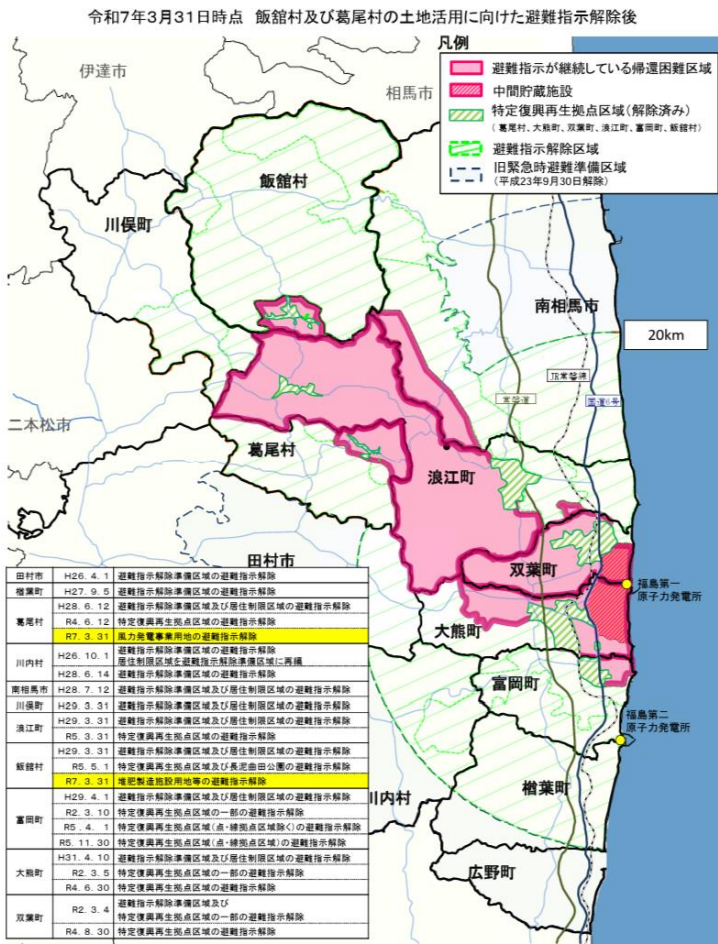 令和7年3月31日時点 飯舘村及び葛尾村の土地活用に向けた避難指示解除後
凡例
避難指示が継続している帰還困難区域
中間貯蔵施設
特定復興再生拠点区域(解除済み)
(葛尾村、大熊町、双葉町、浪江町、富岡町、飯舘村)
避難指示解除区域
旧緊急時避難準備区域
(平成23年9月30日解除)
伊達市
相馬市
飯舘村
川俣町
南相馬市
20km
JR常磐線
常磐道
国道6号
二本松市
葛尾村
浪江町
田村市
双葉町
福島第一
原子力発電所
大熊町
富岡町
福島第二
原子力発電所
川内村
楢葉町
広野町
田村市 H26.4.1 避難指示解除準備区域の避難指示解除
楢葉町 H27.9.5 避難指示解除準備区域の避難指示解除
葛尾村 H28.6.12 避難指示解除準備区域及び居住制限区域の避難指示解除
R4.6.12 特定復興再生拠点区域の避難指示解除
R7.3.31 風力発電事業用地の避難指示解除
川内村 H26.10.1 避難指示解除準備区域の避難指示解除
居住制限区域を避難指示解除準備区域に再編
H28.6.14 避難指示解除準備区域の避難指示解除
南相馬市 H28.7.12 避難指示解除準備区域及び居住制限区域の避難指示解除
川俣町 H29.3.31 避難指示解除準備区域及び居住制限区域の避難指示解除
浪江町 H29.3.31 避難指示解除準備区域及び居住制限区域の避難指示解除
R5.3.31 特定復興再生拠点区域の避難指示解除
飯舘村 H29.3.31 避難指示解除準備区域及び居住制限区域の避難指示解除
R5.5.1 特定復興再生拠点区域及び長泥曲田公園の避難指示解除
R7.3.31 堆肥製造施設用地等の避難指示解除
富岡町 H29.4.1 避難指示解除準備区域及び居住制限区域の避難指示解除
R2.3.10 特定復興再生拠点区域の一部の避難指示解除
R5.4.1 特定復興再生拠点区域(点・線拠点区域除く)の避難指示解除
R5.11.30 特定復興再生拠点区域(点・線拠点区域)の避難指示解除
大熊町 H31.4.10 避難指示解除準備区域及び居住制限区域の避難指示解除
R2.3.5 特定復興再生拠点区域の一部の避難指示解除
R4.6.30 特定復興再生拠点区域の避難指示解除
双葉町 R2.3.4 避難指示解除準備区域及び
特定復興再生拠点区域の一部の避難指示解除
R4.8.30 特定復興再生拠点区域の避難指示解除